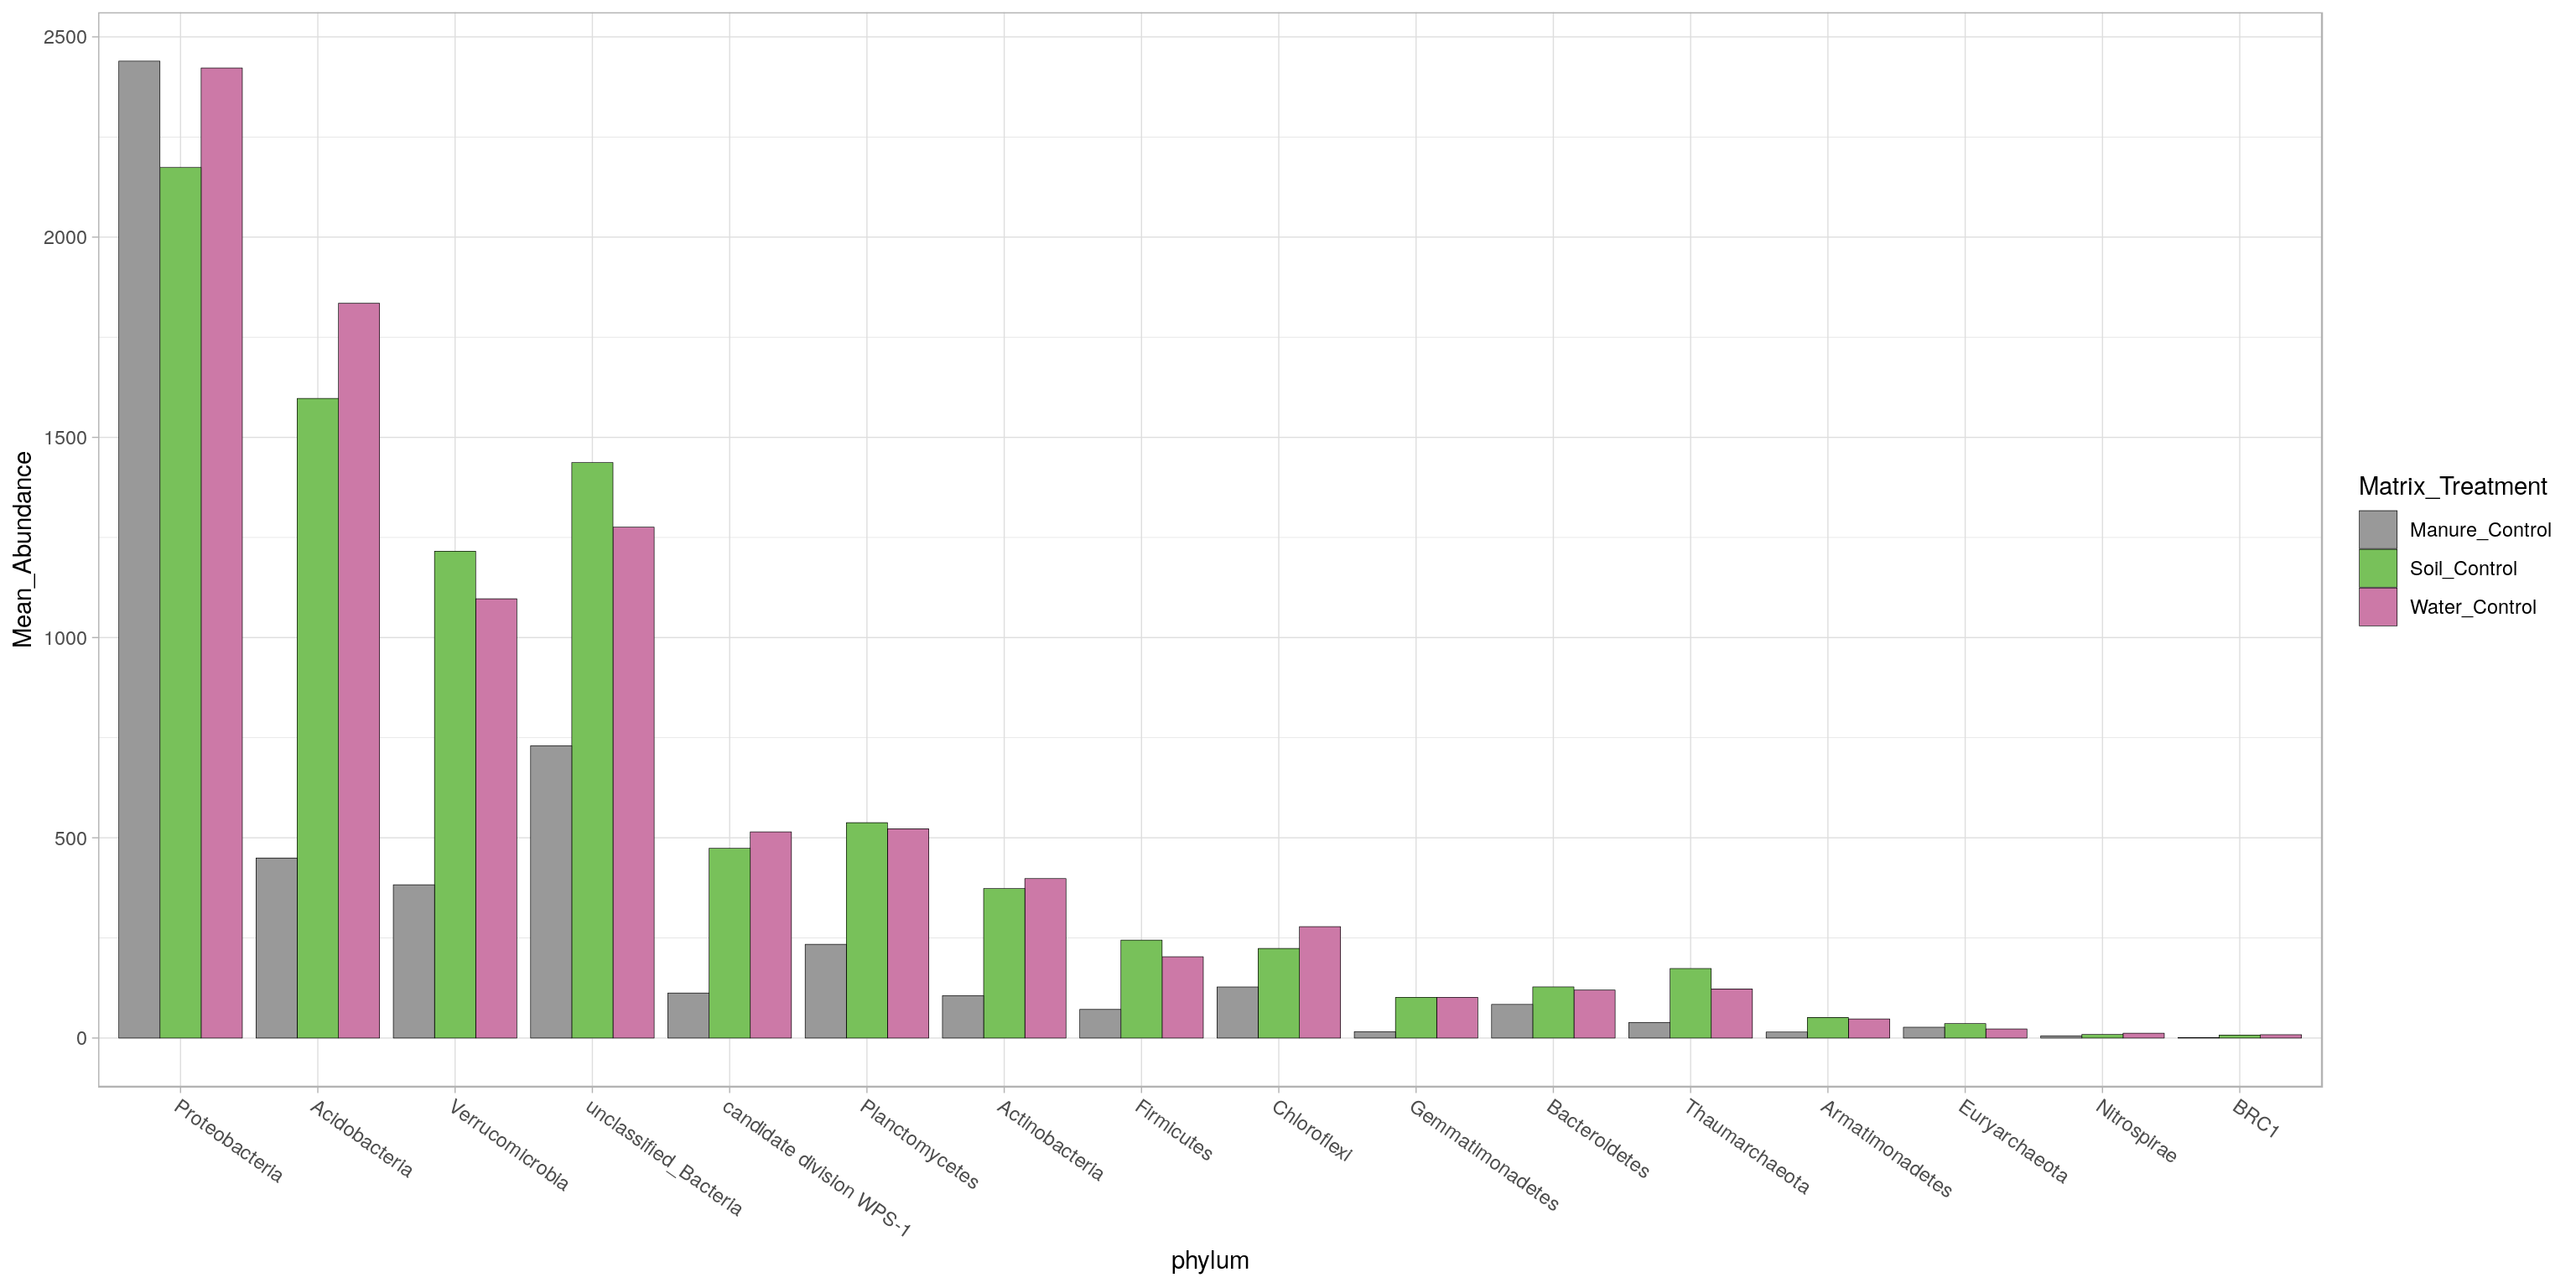 2500
2000
1500
1000
500
0
Mean_Abundance
Proteobacteria
Acidobacteria
Verrucomicrobia
unclassified_Bacteria
candidate division WPS-1
Planctomycetes
Actinobacteria
Firmicutes
Chloroflexi
Gemmatimonadetes
Bacteroidetes
Thaumarchaeota
Armatimonadetes
Euryarchaeota
Nitrospirae
BRC1
phylum
Matrix_Treatment
Manure_Control
Soil_Control
Water_Control